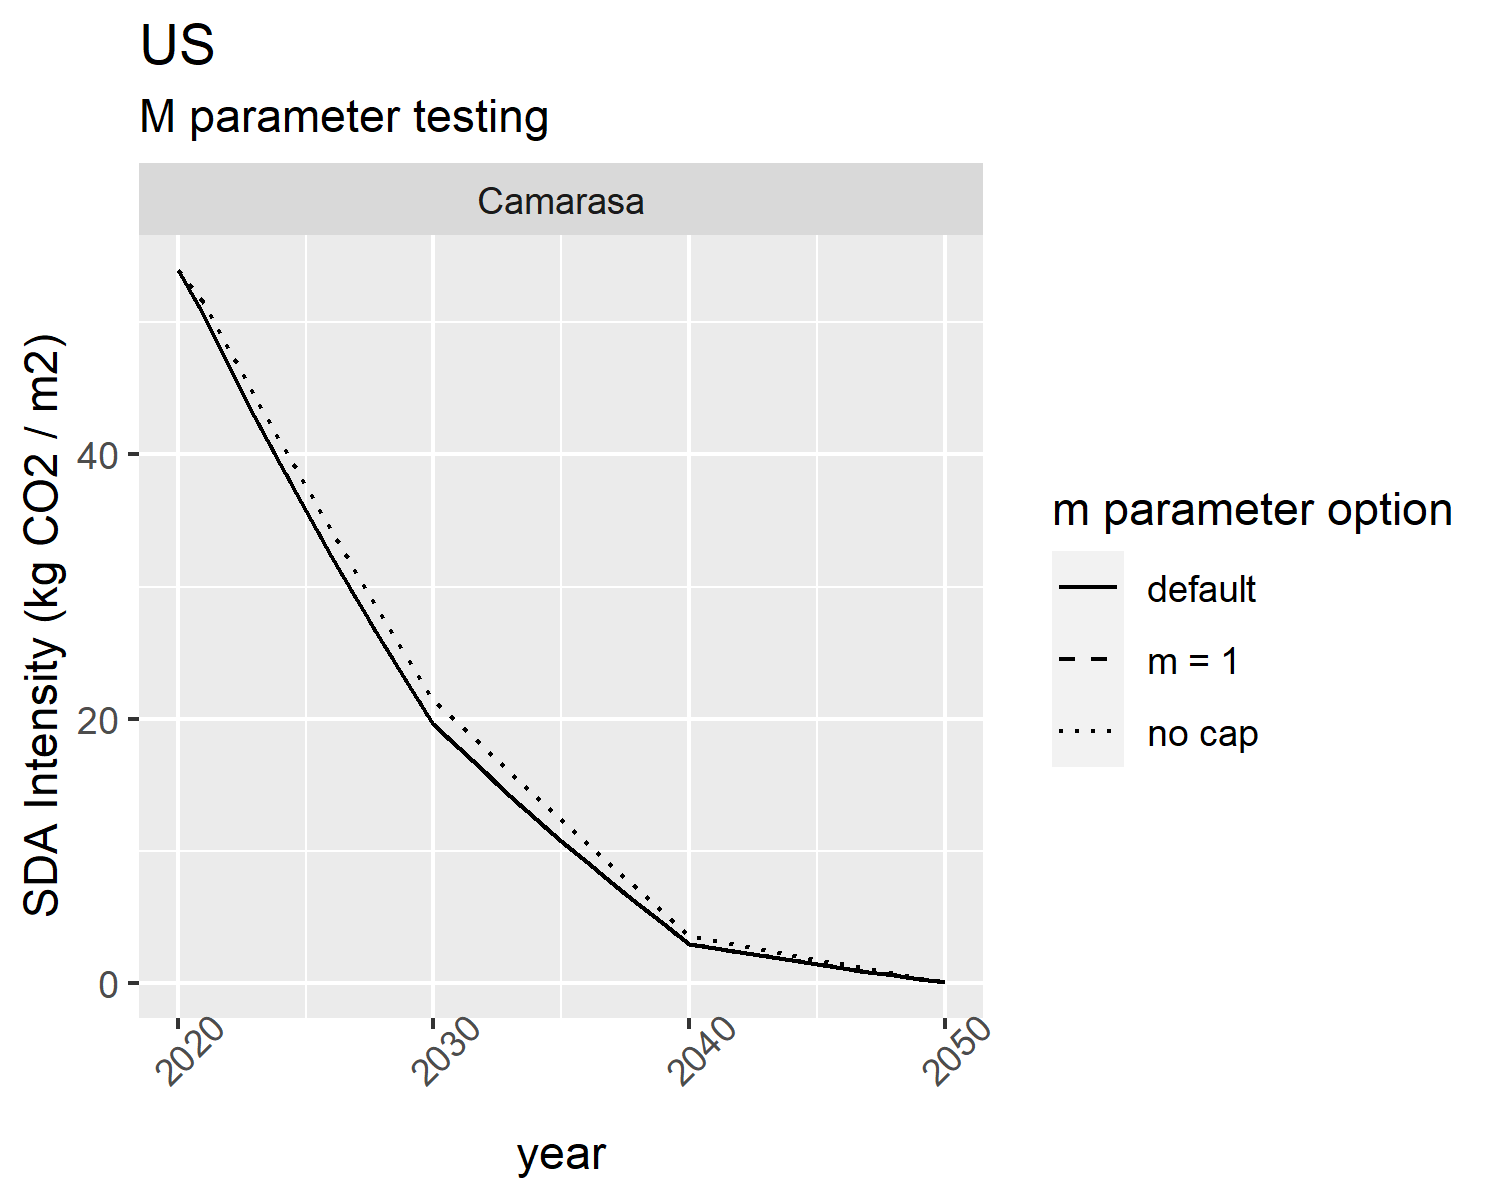 US
M parameter testing
Camarasa
SDA Intensity (kg CO2 / m2)
40
20
0
2020
2030
2040
2050
year
m parameter option
default
m = 1
no cap